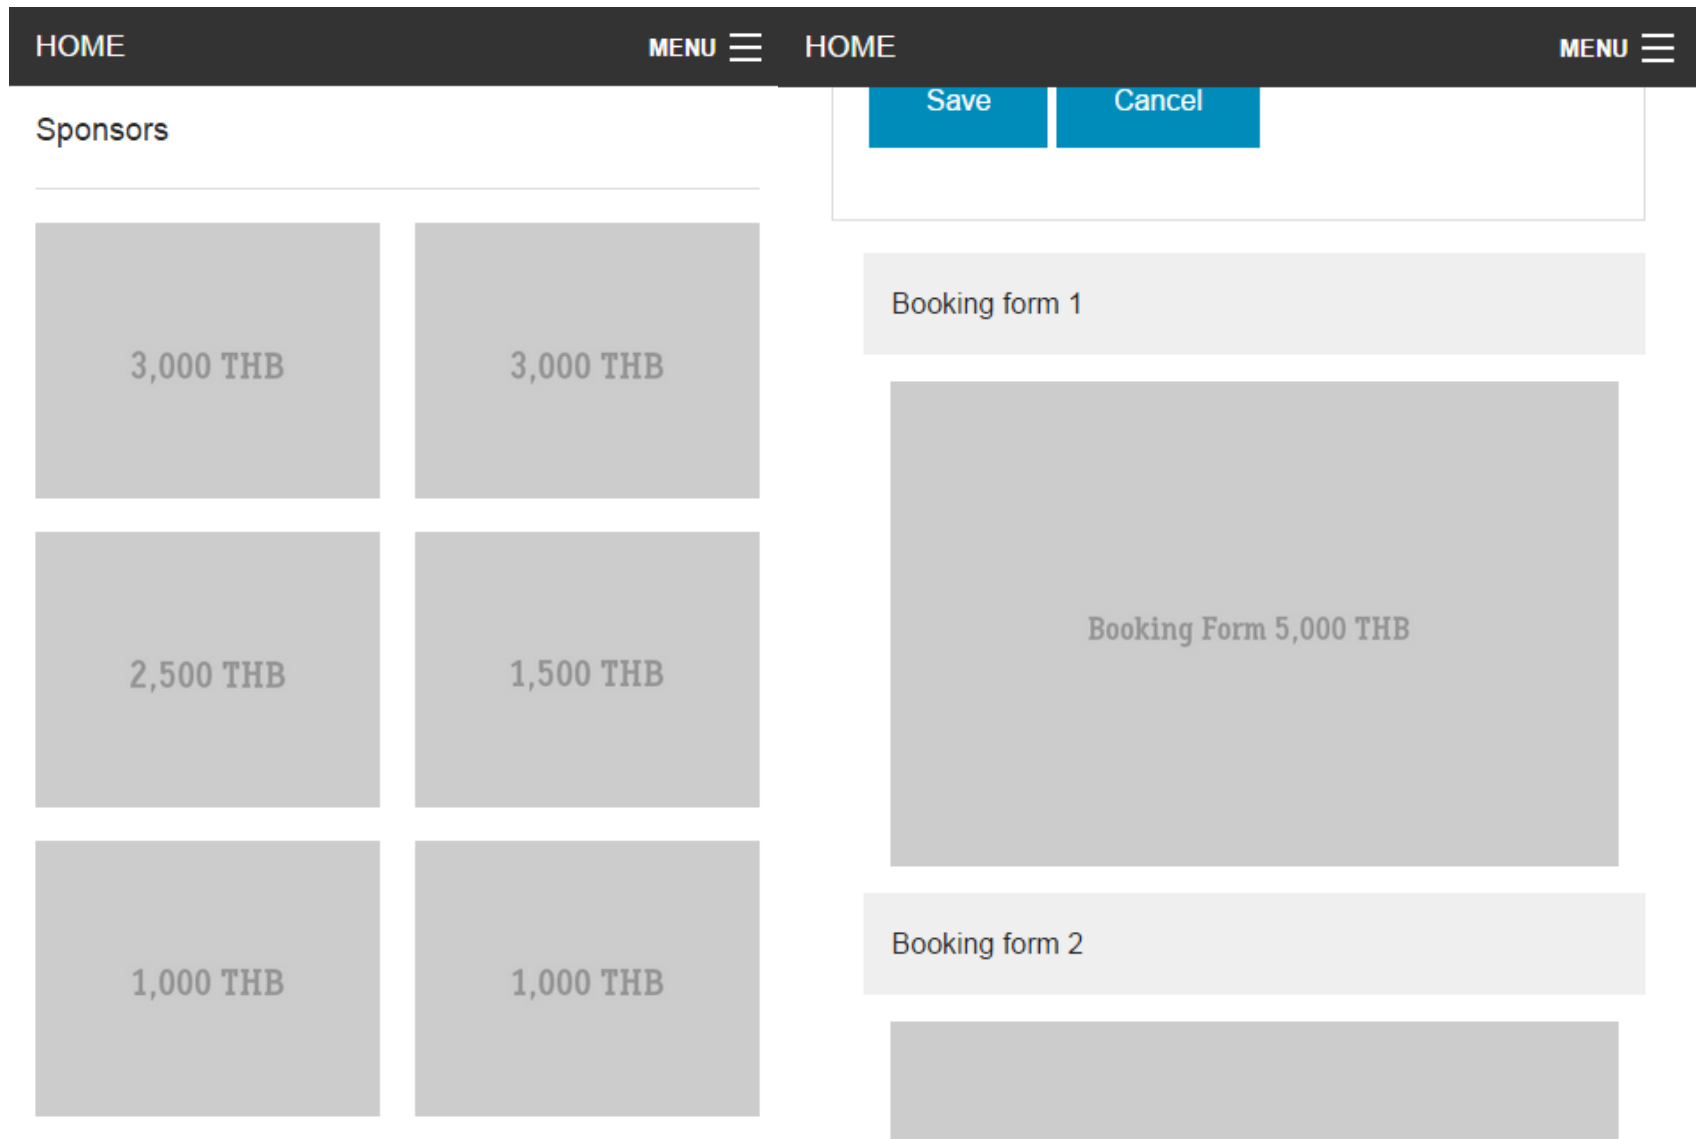 HOME
MENU
Sponsors
3,000 THB
3,000 THB
2,500 THB
1,500 THB
1,000 THB
1,000 THB
HOME
MENU
Save
Cancel
Booking form 1
Booking Form 5,000 THB
Booking form 2